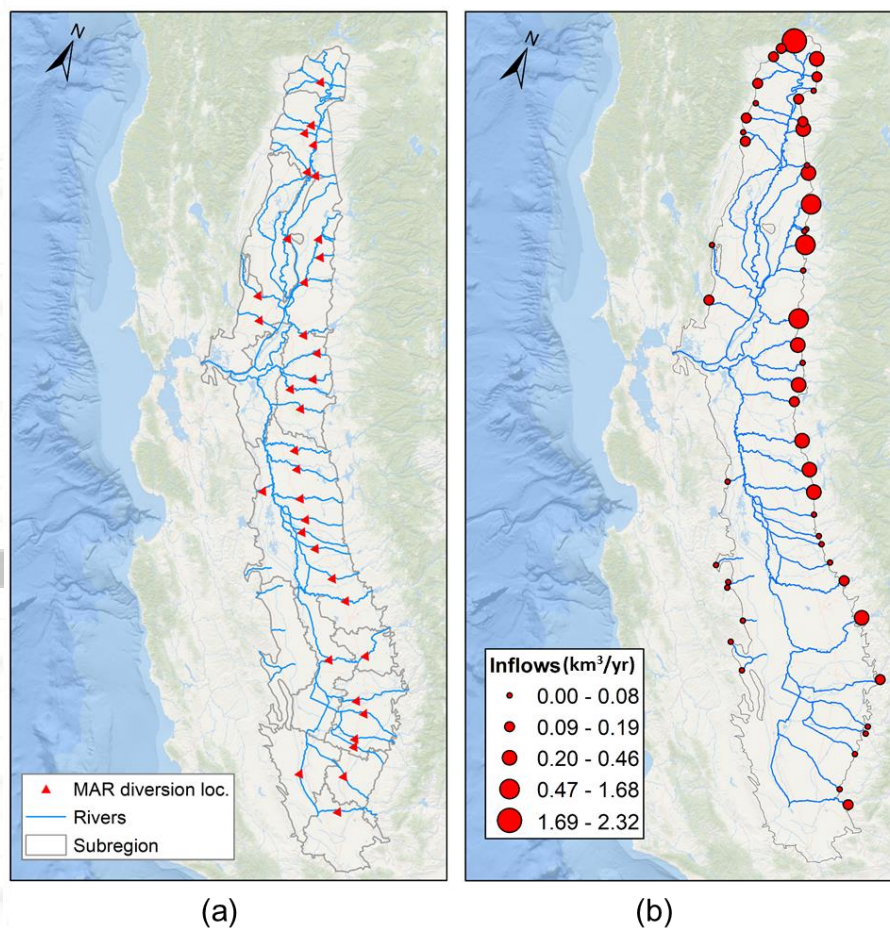 N
MAR diversion loc.
Rivers
Subregion
(a)
N
Inflows (km³/yr)
0.00 - 0.08
0.09 - 0.19
0.20 - 0.46
0.47 - 1.68
1.69 - 2.32
(b)